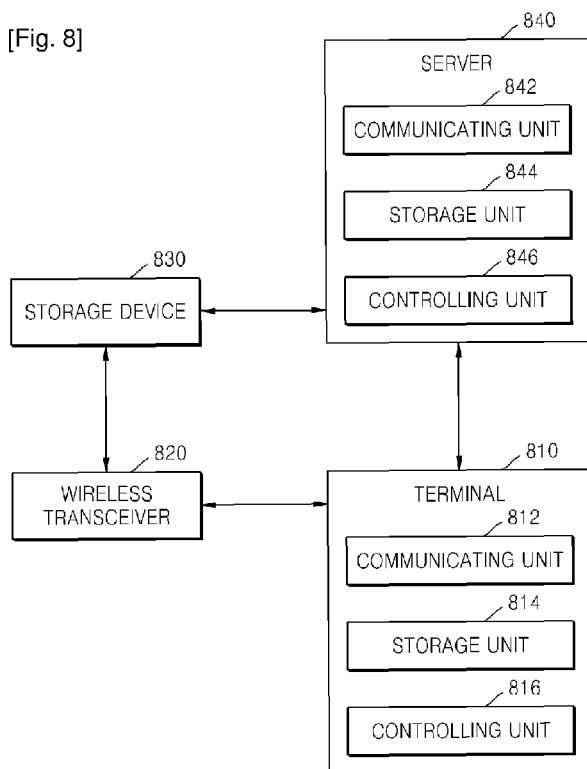 [Fig. 8]
840
SERVER
842
COMMUNICATING UNIT
844
STORAGE UNIT
846
CONTROLLING UNIT
830
STORAGE DEVICE
820
WIRELESS
TRANSCEIVER
810
TERMINAL
812
COMMUNICATING UNIT
814
STORAGE UNIT
816
CONTROLLING UNIT